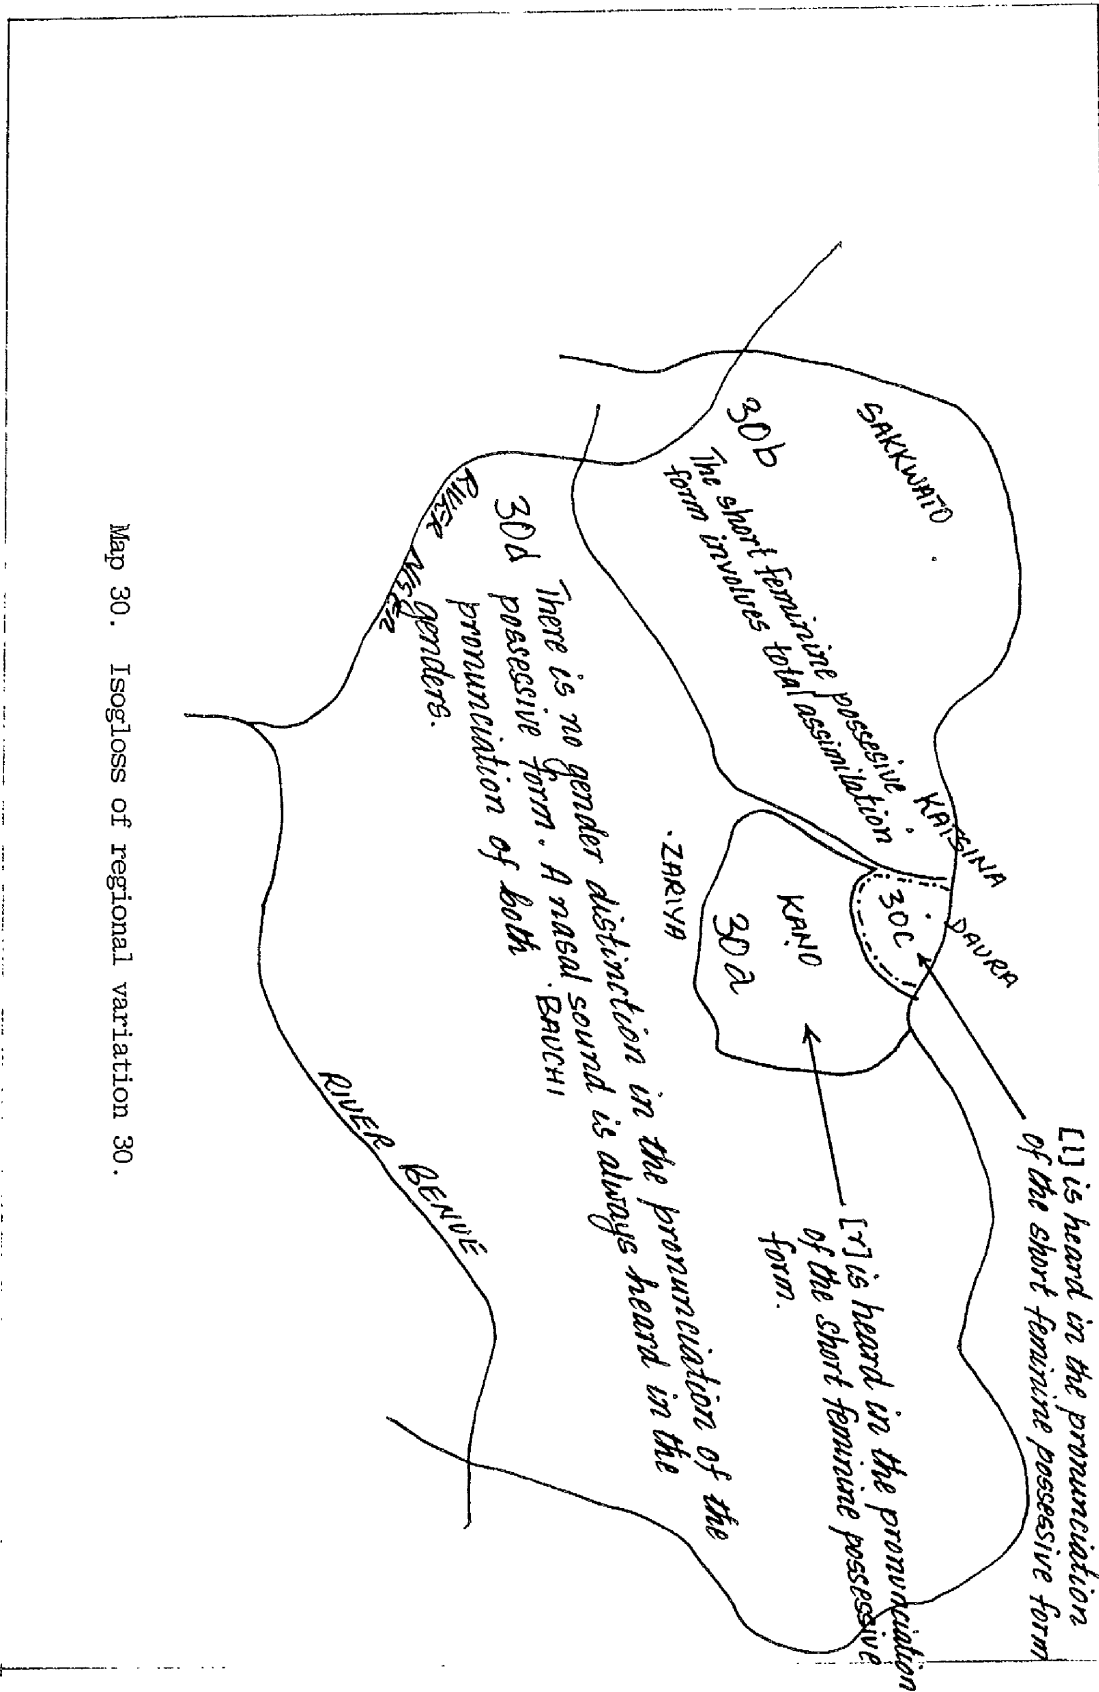 [l] is heard in the pronunciation
of the short feminine possessive form
[r] is heard in the pronunciation
of the short feminine possessive
form.
SAKKWATO
KATSINA
DAURA
30c
KANO
30a
30b
The short feminine possesive
form involves total assimilation
.ZARIYA
30d There is no gender distinction in the pronunciation of the
possessive form. A nasal sound is always heard in the
pronunciation of both
genders.
.BAUCHI
RIVER NIGER
RIVER BENUE
Map 30. Isogloss of regional variation 30.